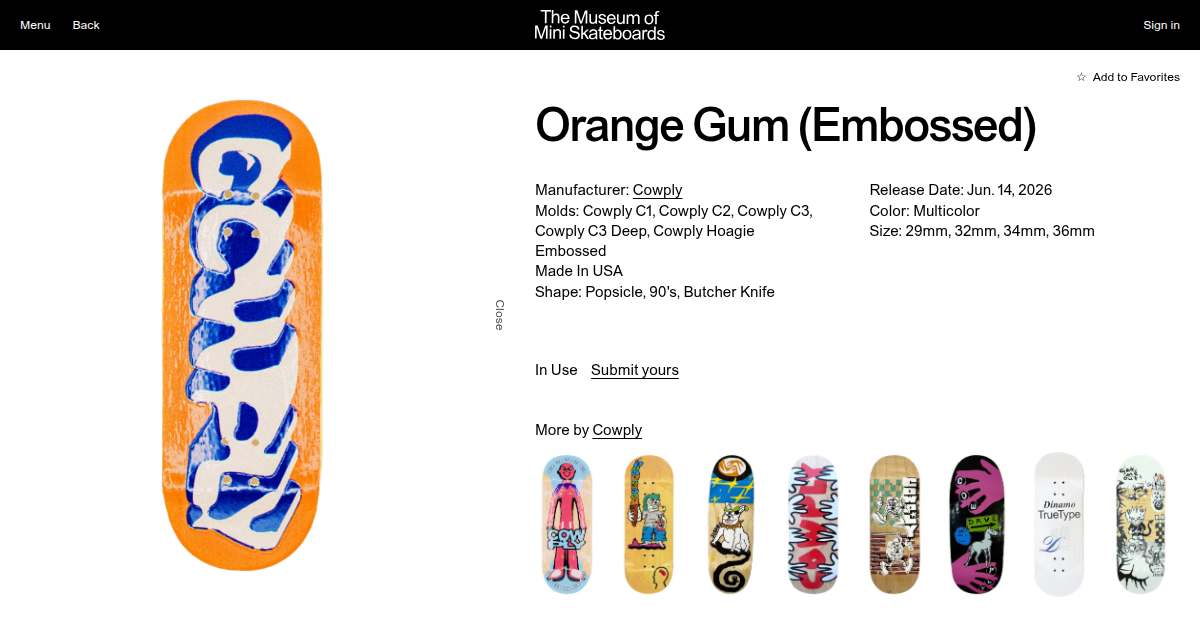 Menu
Back
The Museum of
Mini Skateboards
Sign in
☆ Add to Favorites
COWPLY
Orange Gum (Embossed)
Manufacturer: Cowply
Molds: Cowply C1, Cowply C2, Cowply C3,
Cowply C3 Deep, Cowply Hoagie
Embossed
Made In USA
Shape: Popsicle, 90's, Butcher Knife
Release Date: Jun. 14, 2026
Color: Multicolor
Size: 29mm, 32mm, 34mm, 36mm
Close
In Use Submit yours
More by Cowply
DAVE
Dinamo
TrueType